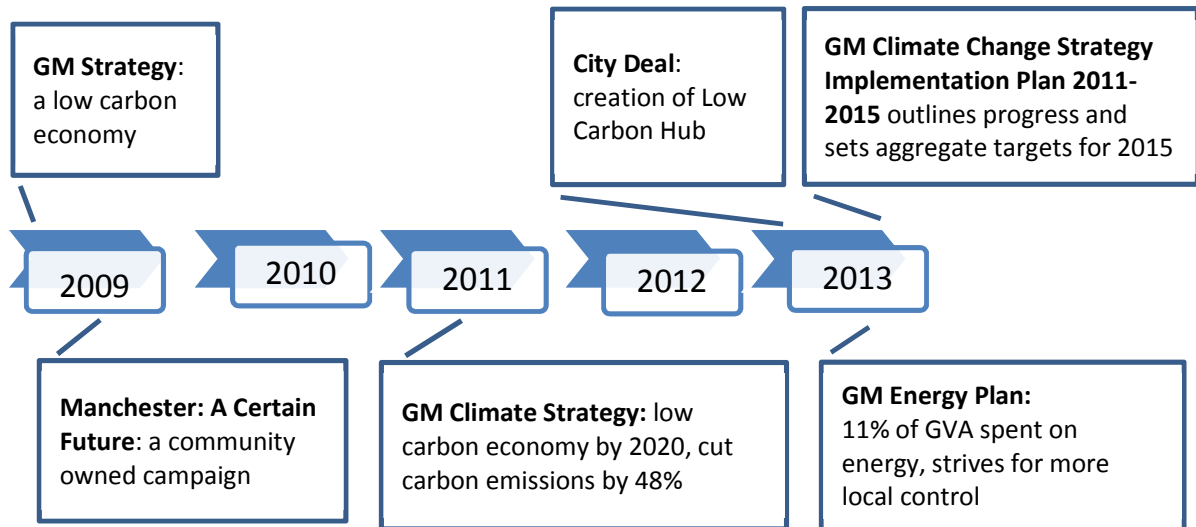 GM Strategy:
a low carbon
economy
City Deal:
creation of Low
Carbon Hub
GM Climate Change Strategy
Implementation Plan 2011-
2015 outlines progress and
sets aggregate targets for 2015
2009
2010
2011
2012
2013
Manchester: A Certain
Future: a community
owned campaign
GM Climate Strategy: low
carbon economy by 2020, cut
carbon emissions by 48%
GM Energy Plan:
11% of GVA spent on
energy, strives for more
local control